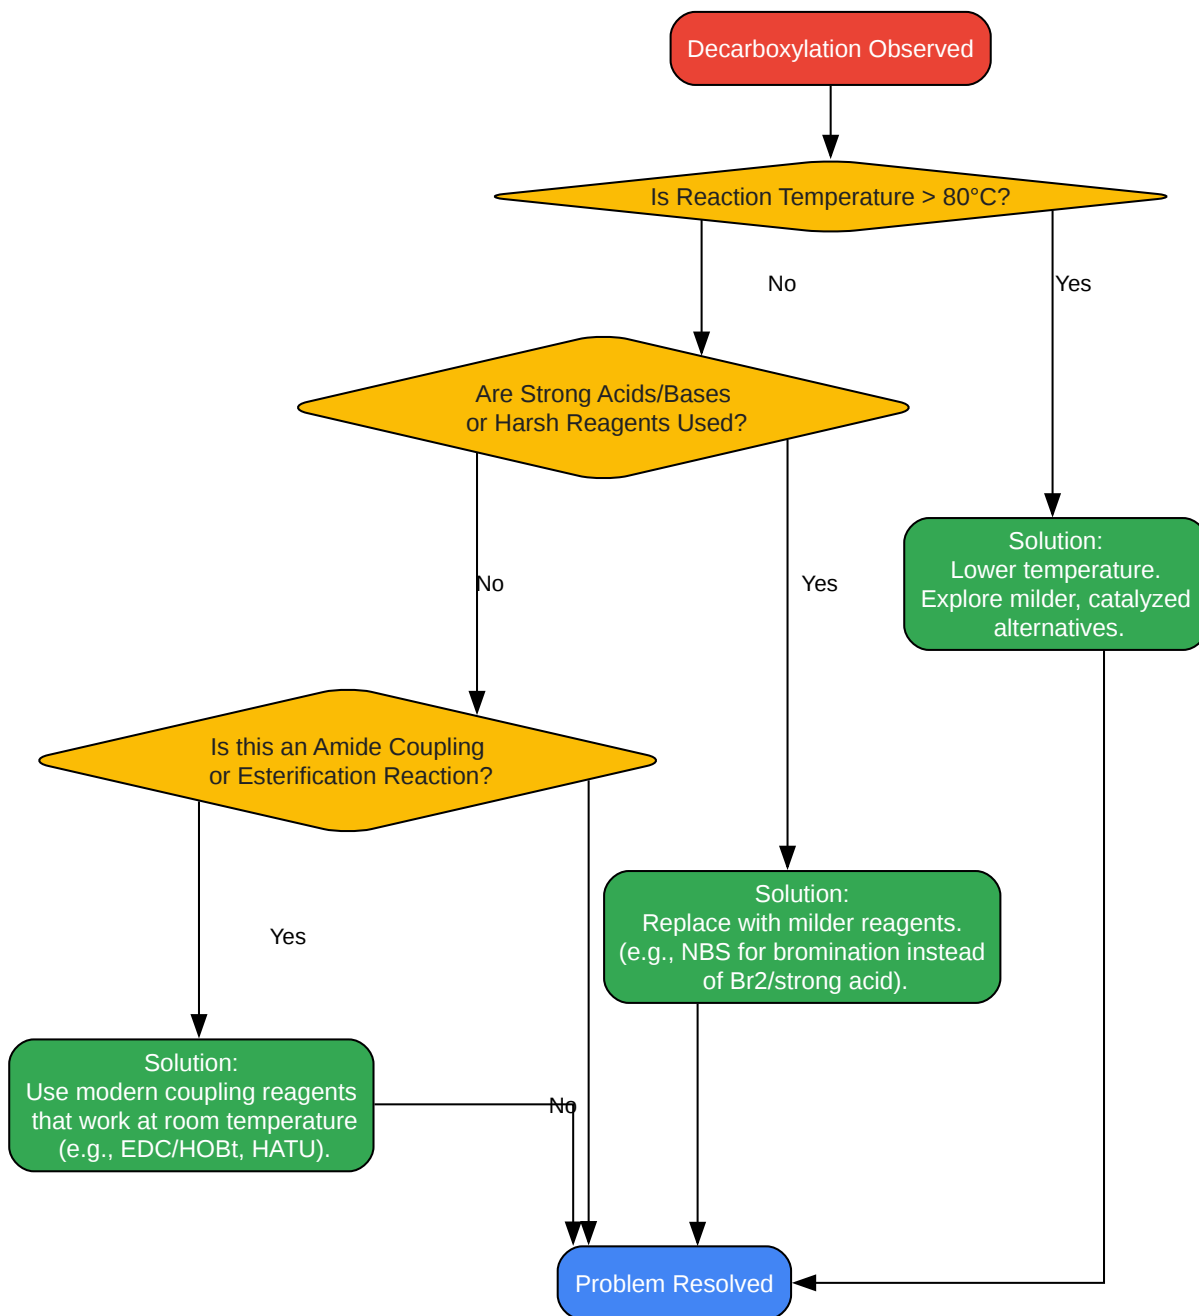 Decarboxylation Observed
Is Reaction Temperature > 80°C?
No
Yes
Are Strong Acids/Bases
or Harsh Reagents Used?
Solution:
Lower temperature.
Explore milder, catalyzed
alternatives.
No
Yes
Is this an Amide Coupling
or Esterification Reaction?
Solution:
Replace with milder reagents.
(e.g., NBS for bromination instead
of Br2/strong acid).
Yes
Solution:
Use modern coupling reagents
that work at room temperature
(e.g., EDC/HOBt, HATU).
No
Problem Resolved